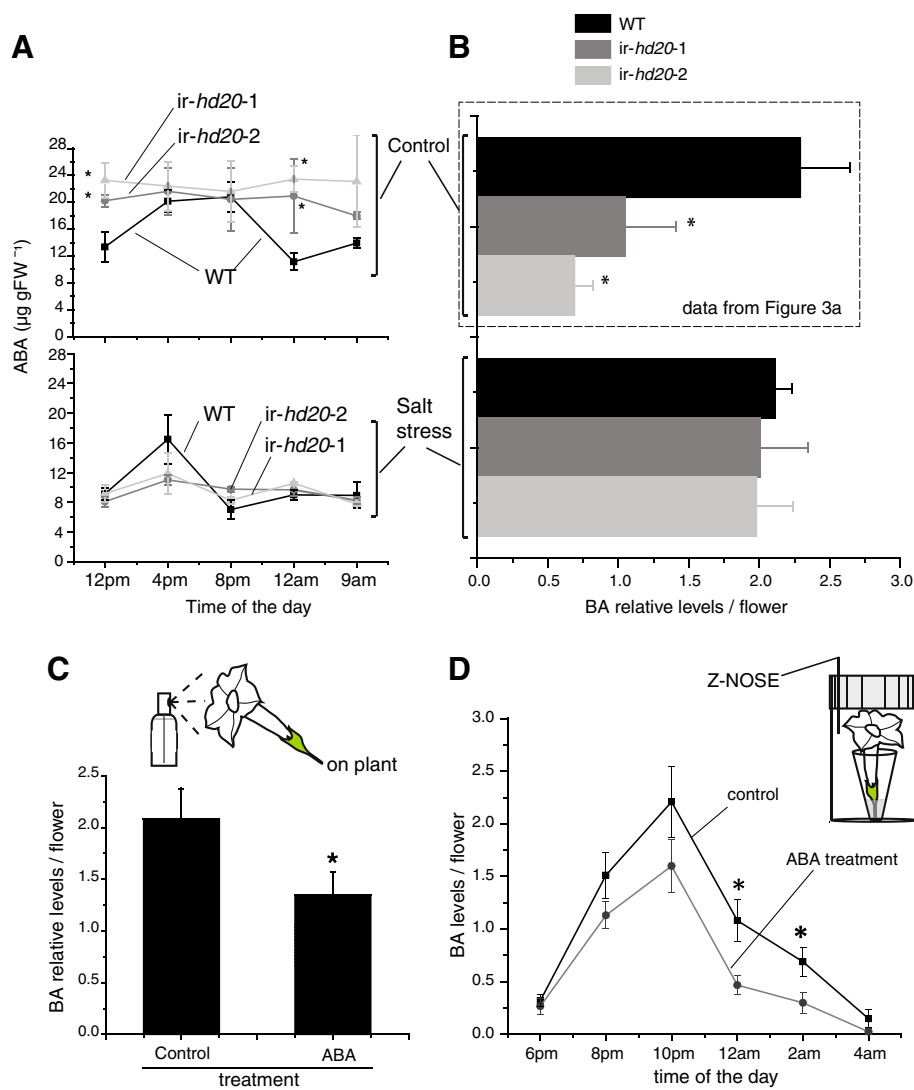 A
B
WT
ir-hd20-1
ir-hd20-2
ir-hd20-1
ir-hd20-2
Control
*
*
*
*
WT
28
24
20
16
12
8
4
0
ABA (µg gFW ⁻¹)
*
*
data from Figure 3a
28
24
20
16
12
8
4
0
WT
ir-hd20-2
ir-hd20-1
Salt
stress
12pm 4pm 8pm 12am 9am
Time of the day
0.0 0.5 1.0 1.5 2.0 2.5 3.0
BA relative levels / flower
C
on plant
2.5
2.0
1.5
1.0
0.5
0.0
BA relative levels / flower
*
Control ABA
treatment
D
Z-NOSE
3.0
2.5
2.0
1.5
1.0
0.5
0.0
BA levels / flower
control
ABA treatment
*
*
6pm 8pm 10pm 12am 2am 4am
time of the day